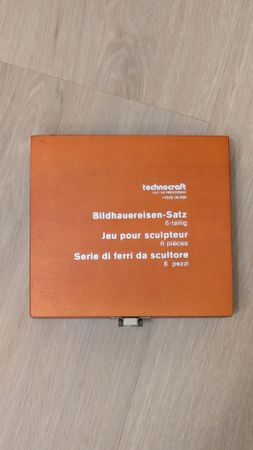 technocraft
Bildhauereisen-Satz
6-teilig
Jeu pour sculpteur
6 pièces
Serie di ferri da scultore
6 pezzi